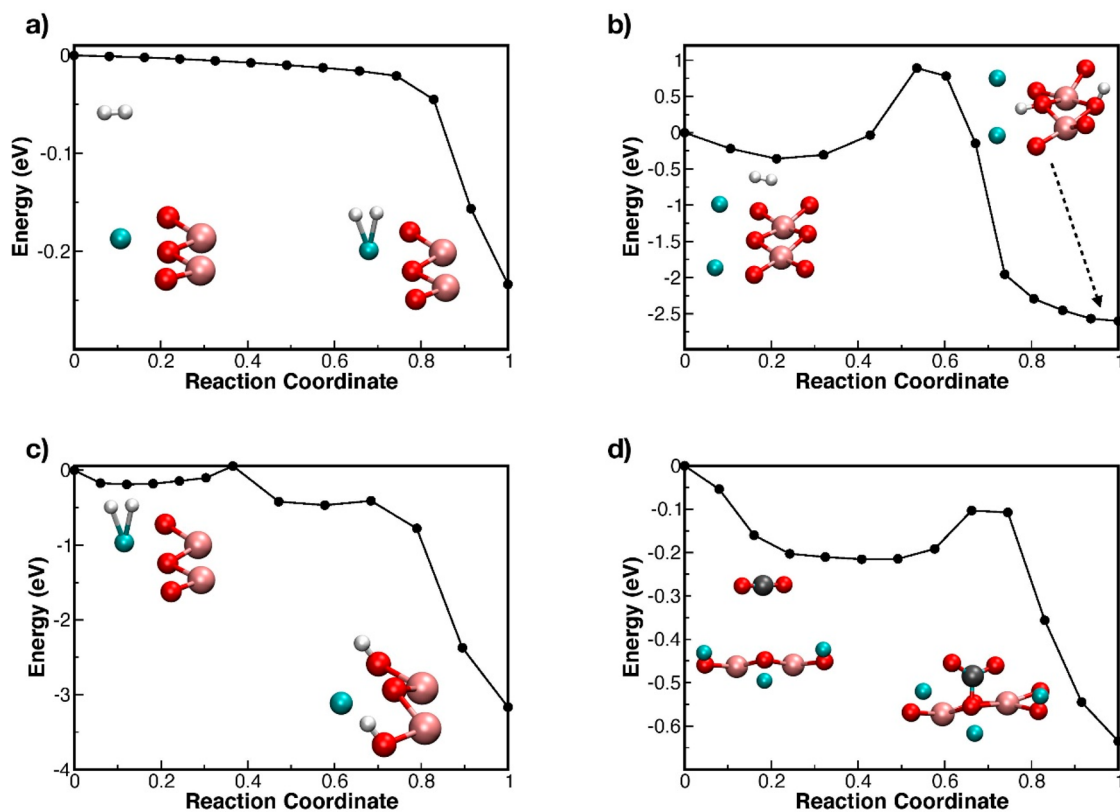 a)
0
-0.1
-0.2
Energy (eV)
0 0.2 0.4 0.6 0.8 1
Reaction Coordinate
b)
1
0.5
0
-0.5
-1
-1.5
-2
-2.5
Energy (eV)
0 0.2 0.4 0.6 0.8 1
Reaction Coordinate
c)
0
-1
-2
-3
-4
Energy (eV)
0 0.2 0.4 0.6 0.8 1
Reaction Coordinate
d)
0
-0.1
-0.2
-0.3
-0.4
-0.5
-0.6
Energy (eV)
0 0.2 0.4 0.6 0.8 1
Reaction Coordinate